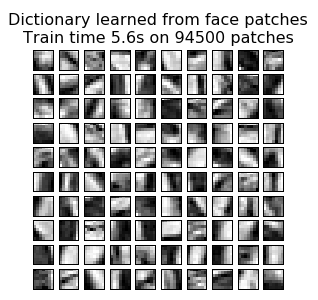 Dictionary learned from face patches
Train time 5.6s on 94500 patches